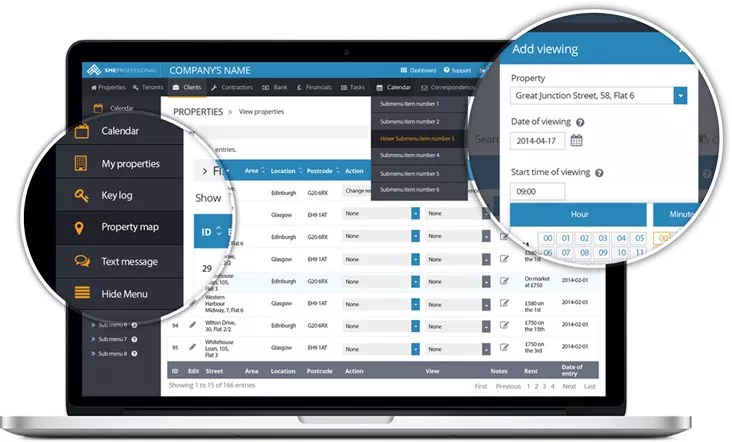 SMEPROFESSIONAL
COMPANY'S NAME
Dashboard
Support
Properties
Tenants
Clients
Contractors
Bank
£ Financials
Tasks
Calendar
Correspondence
Calendar
PROPERTIES » View properties
Submenu item number 1
Submenu item number 2
Hover Submenu item number 3
Submenu item number 4
Submenu item number 5
Submenu item number 6
entries.
Area Location Postcode Action
Edinburgh G20 6RX
Glasgow EH9 1AT None None
Edinburgh G20 6RX None None
Flat 6
Glasgow EH9 1AT None None
30, Flat 2/2
Whitehouse Loan, 105, Flat 3
Edinburgh G20 6RX None None On market at £750 2014-02-01
Western Harbour Midway, 7, Flat 6
Glasgow EH9 1AT None None £580 on the 1st 2014-02-01
94 Wilton Drive, 30, Flat 2/2 Edinburgh G20 6RX None None £750 on the 15th 2014-02-01
95 Whitehouse Loan, 105, Flat 3 Glasgow EH9 1AT None None £750 on the 3rd 2014-02-01
ID Edit Street Area Location Postcode Action View Notes Rent Date of entry
Showing 1 to 15 of 166 entries
First Previous 1 2 3 4 Next Last
» Sub menu 6
» Sub menu 7
» Sub menu 8
Calendar
My properties
Key log
Property map
Text message
Hide Menu
Show
ID
29
Add viewing
Property
Great Junction Street, 58, Flat 6
Date of viewing
2014-04-17
Start time of viewing
09:00
Hour
Minute
00 01 02 03 04 05 00
06 07 08 09 10 11